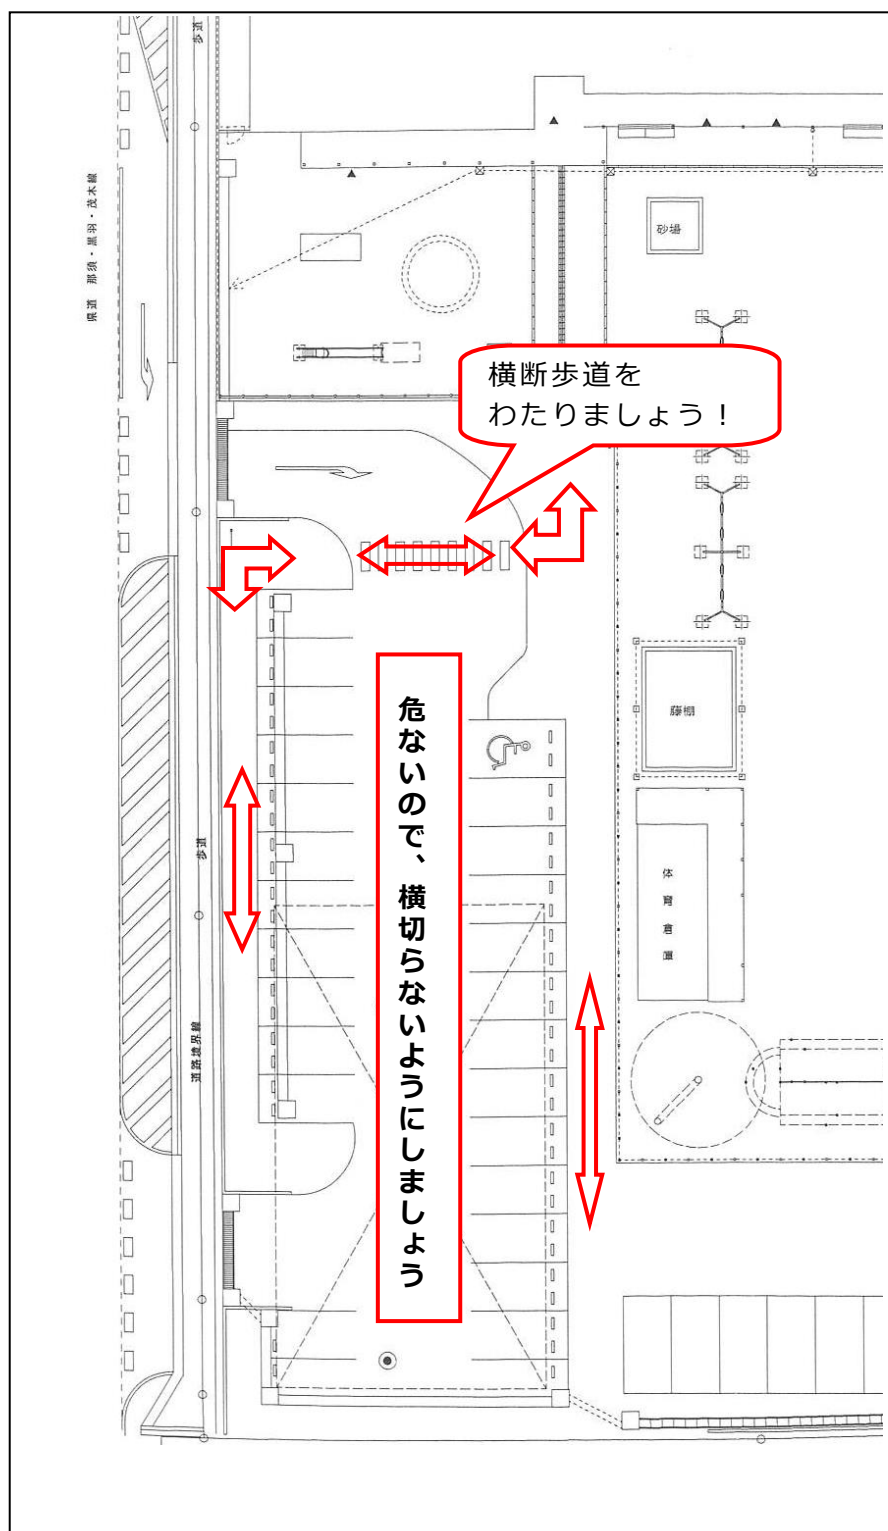 歩道
県道 那須・黒羽・茂木線
砂場
横断歩道を
わたりましょう！
危ないので、横切らないようにしましょう
藤棚
歩道
体育倉庫
道路境界線